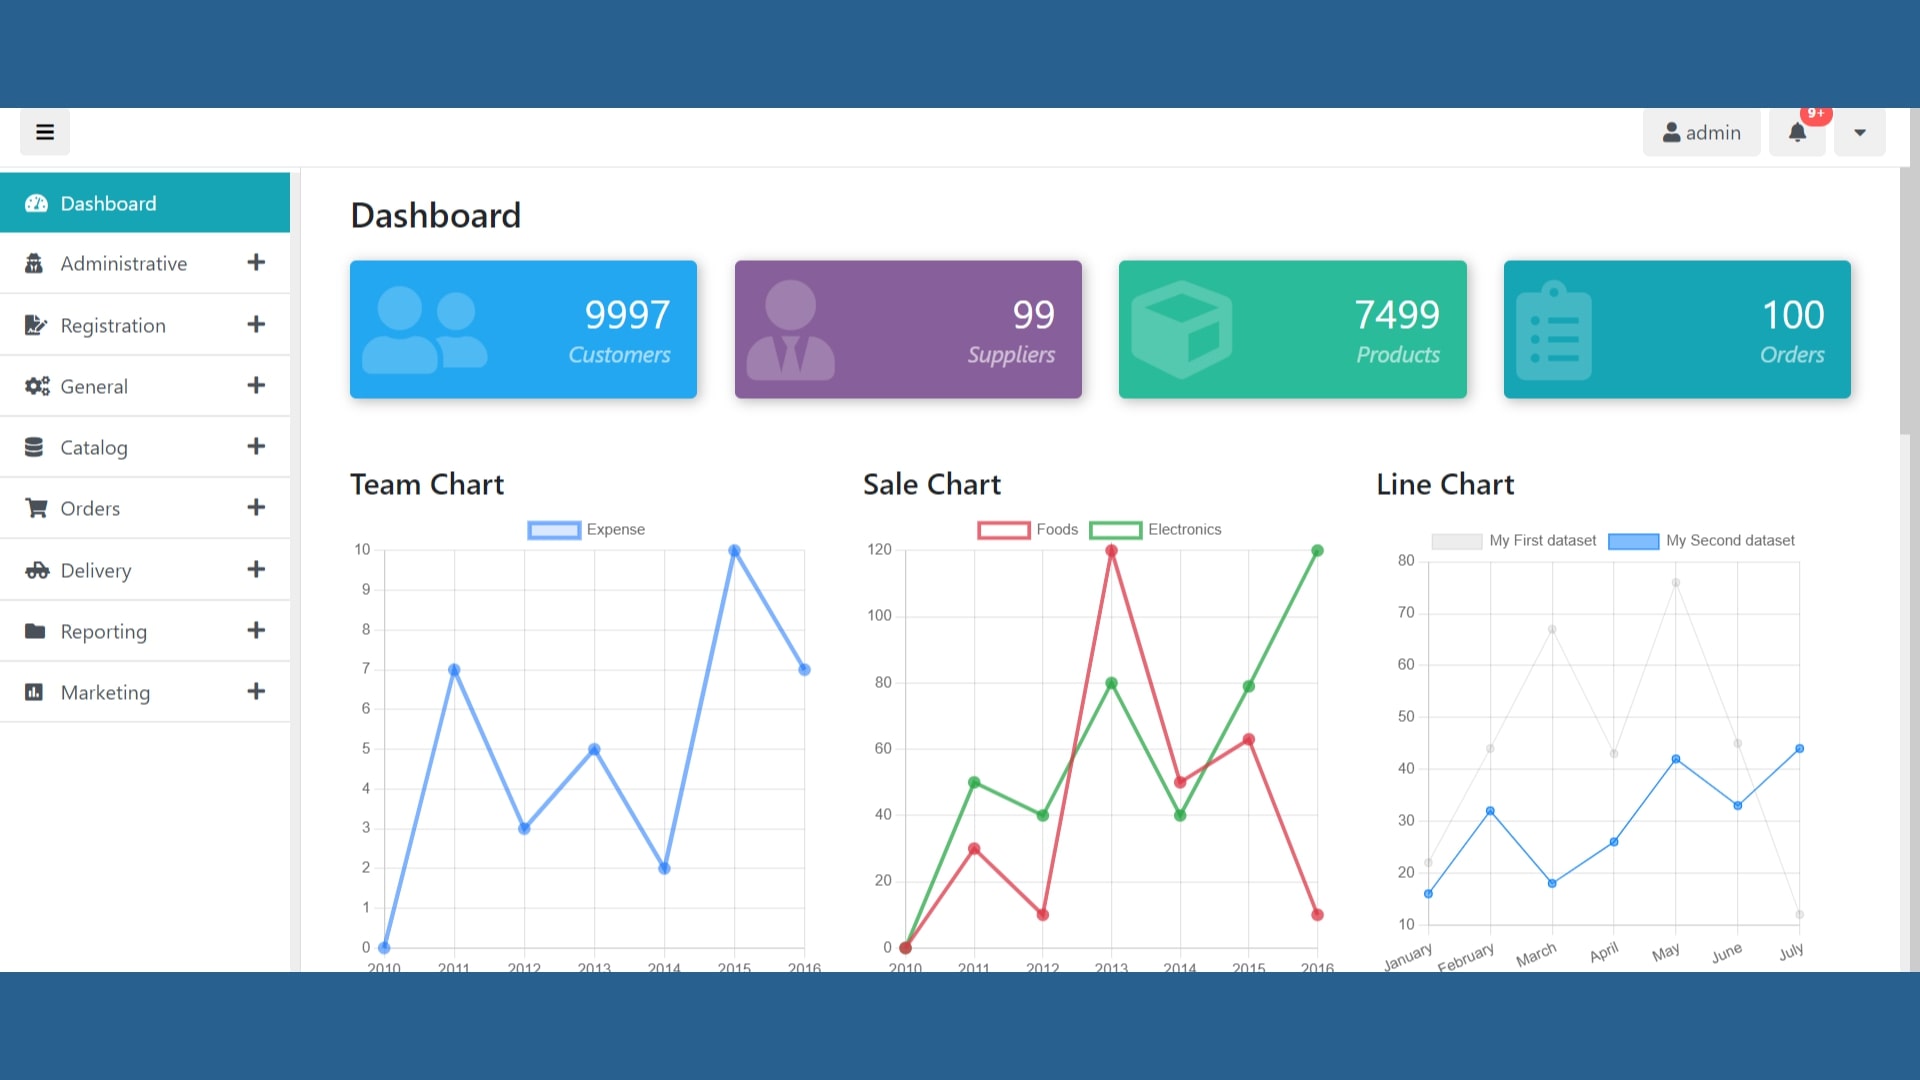 9+
admin
Dashboard
Administrative
Registration
General
Catalog
Orders
Delivery
Reporting
Marketing
Dashboard
9997
Customers
99
Suppliers
7499
Products
100
Orders
Team Chart
Expense
10
9
8
7
6
5
4
3
2
1
0
2010 2011 2012 2013 2014 2015 2016
Sale Chart
Foods Electronics
120
100
80
60
40
20
0
2010 2011 2012 2013 2014 2015 2016
Line Chart
My First dataset My Second dataset
80
70
60
50
40
30
20
10
January February March April May June July